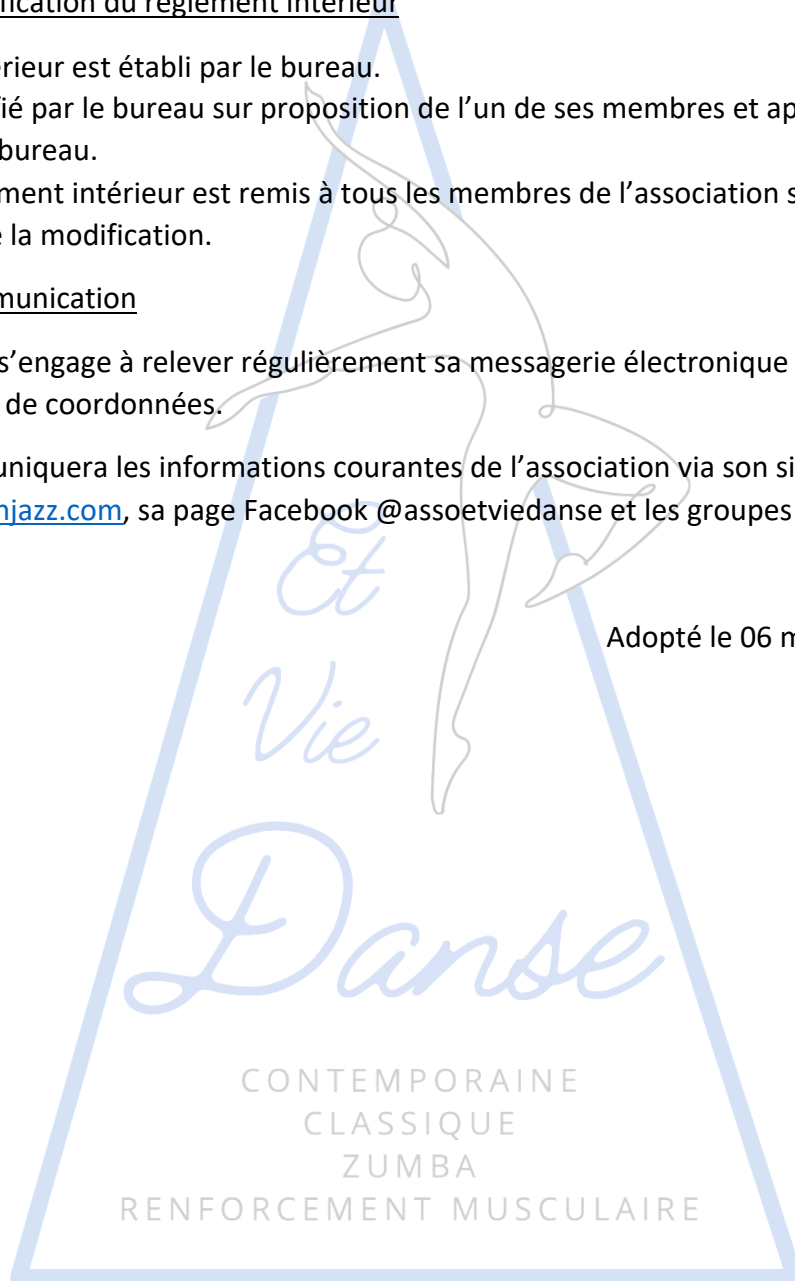 fication du règlement intérieur
érieur est établi par le bureau.
fié par le bureau sur proposition de l’un de ses membres et ap
bureau.
ment intérieur est remis à tous les membres de l’association s
e la modification.
munication
s’engage à relever régulièrement sa messagerie électronique
de coordonnées.
uniquera les informations courantes de l’association via son si
njazz.com, sa page Facebook @assoetviedanse et les groupes
Adopté le 06 m
Et
Vie
Danse
CONTEMPORAINE
CLASSIQUE
ZUMBA
RENFORCEMENT MUSCULAIRE